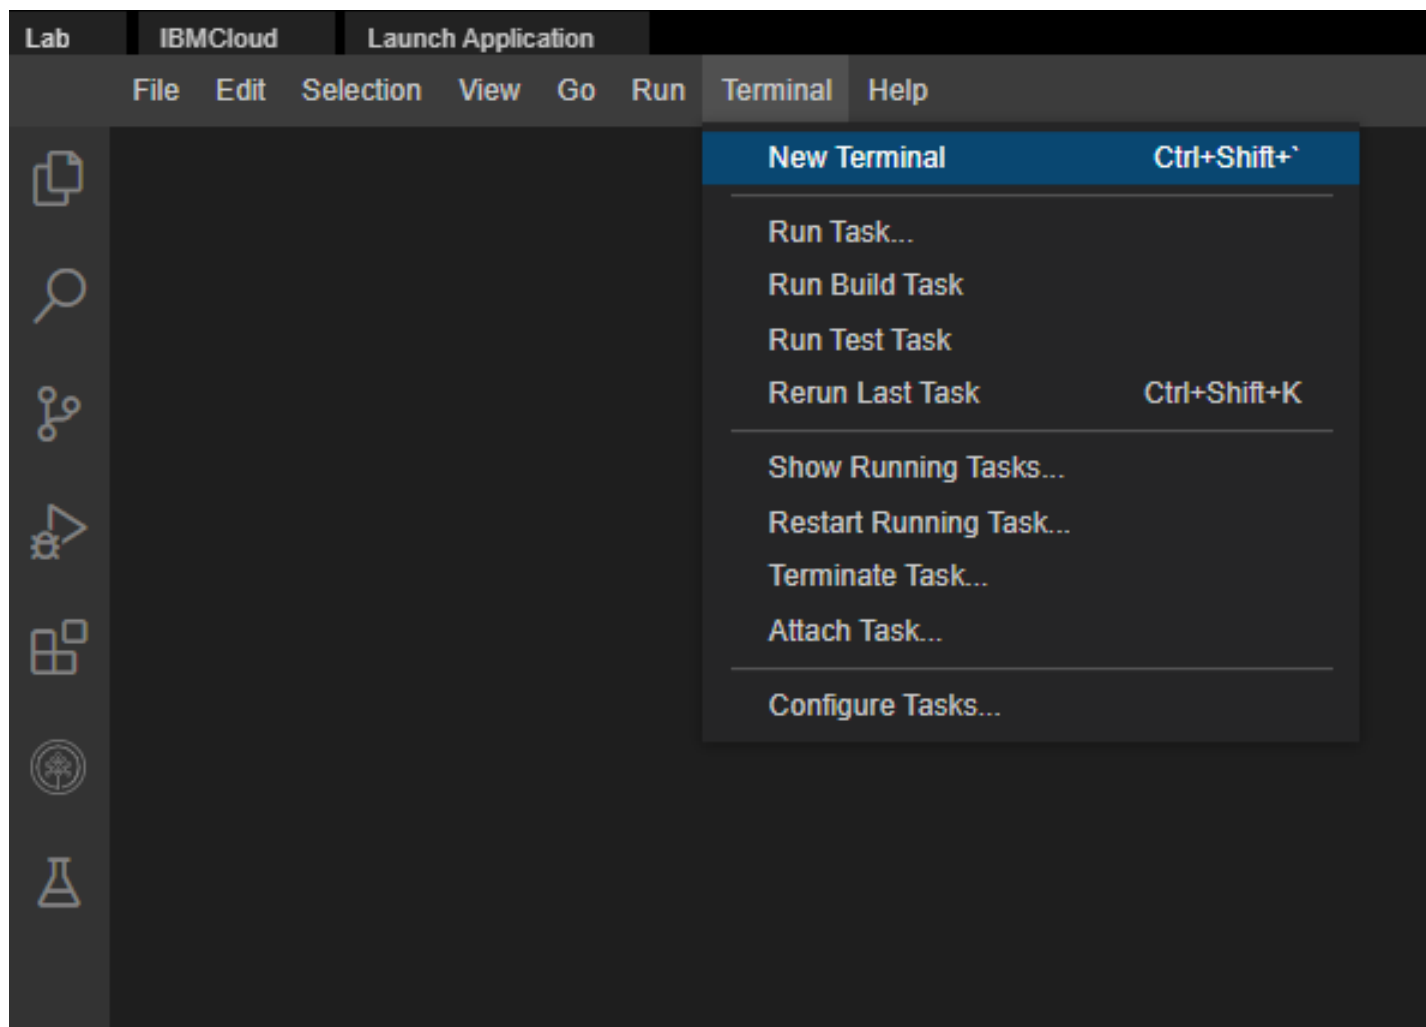 Lab IBMCloud Launch Application
File Edit Selection View Go Run Terminal Help
New Terminal Ctrl+Shift+`
Run Task...
Run Build Task
Run Test Task
Rerun Last Task Ctrl+Shift+K
Show Running Tasks...
Restart Running Task...
Terminate Task...
Attach Task...
Configure Tasks...